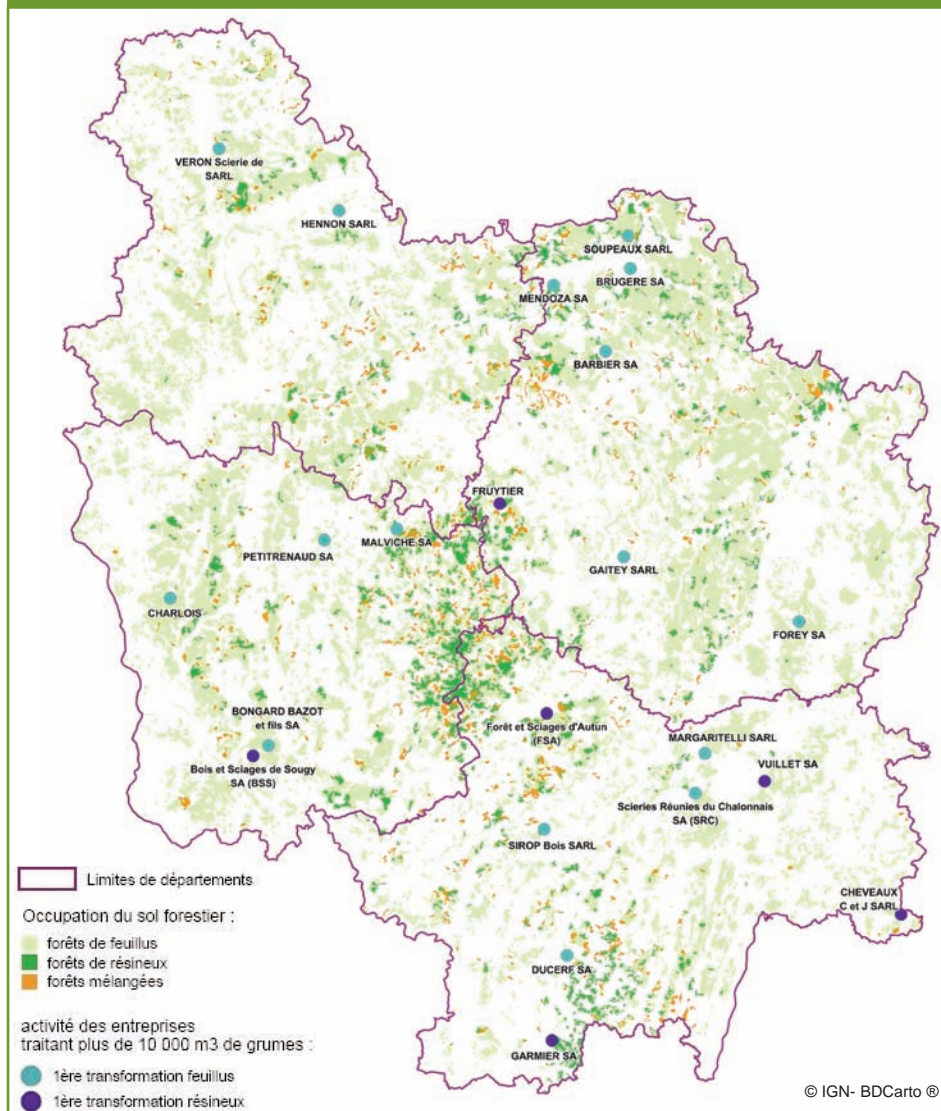 VERON Scierie de
SARL
HENNON SARL
SOUPEAUX SARL
BRUGERE SA
MENDOZA SA
BARBIER SA
FRUYTIER
MALVICHE SA
PETITRENAUD SA
GAITEY SARL
CHARLOIS
FOREY SA
BONGARD BAZOT
et fils SA
Bois et Sciages de Sougy
SA (BSS)
Forêt et Sciages d'Autun
(FSA)
MARGARITELLI SARL
VUILLET SA
Scieries Réunies du Chalonnais
SA (SRC)
SIROP Bois SARL
CHEVEAUX
C et J SARL
DUCERF SA
GARMIER SA
Limites de départements
Occupation du sol forestier :
forêts de feuillus
forêts de résineux
forêts mélangées
activité des entreprises
traitant plus de 10 000 m3 de grumes :
1ère transformation feuillus
1ère transformation résineux
© IGN- BDCarto ®